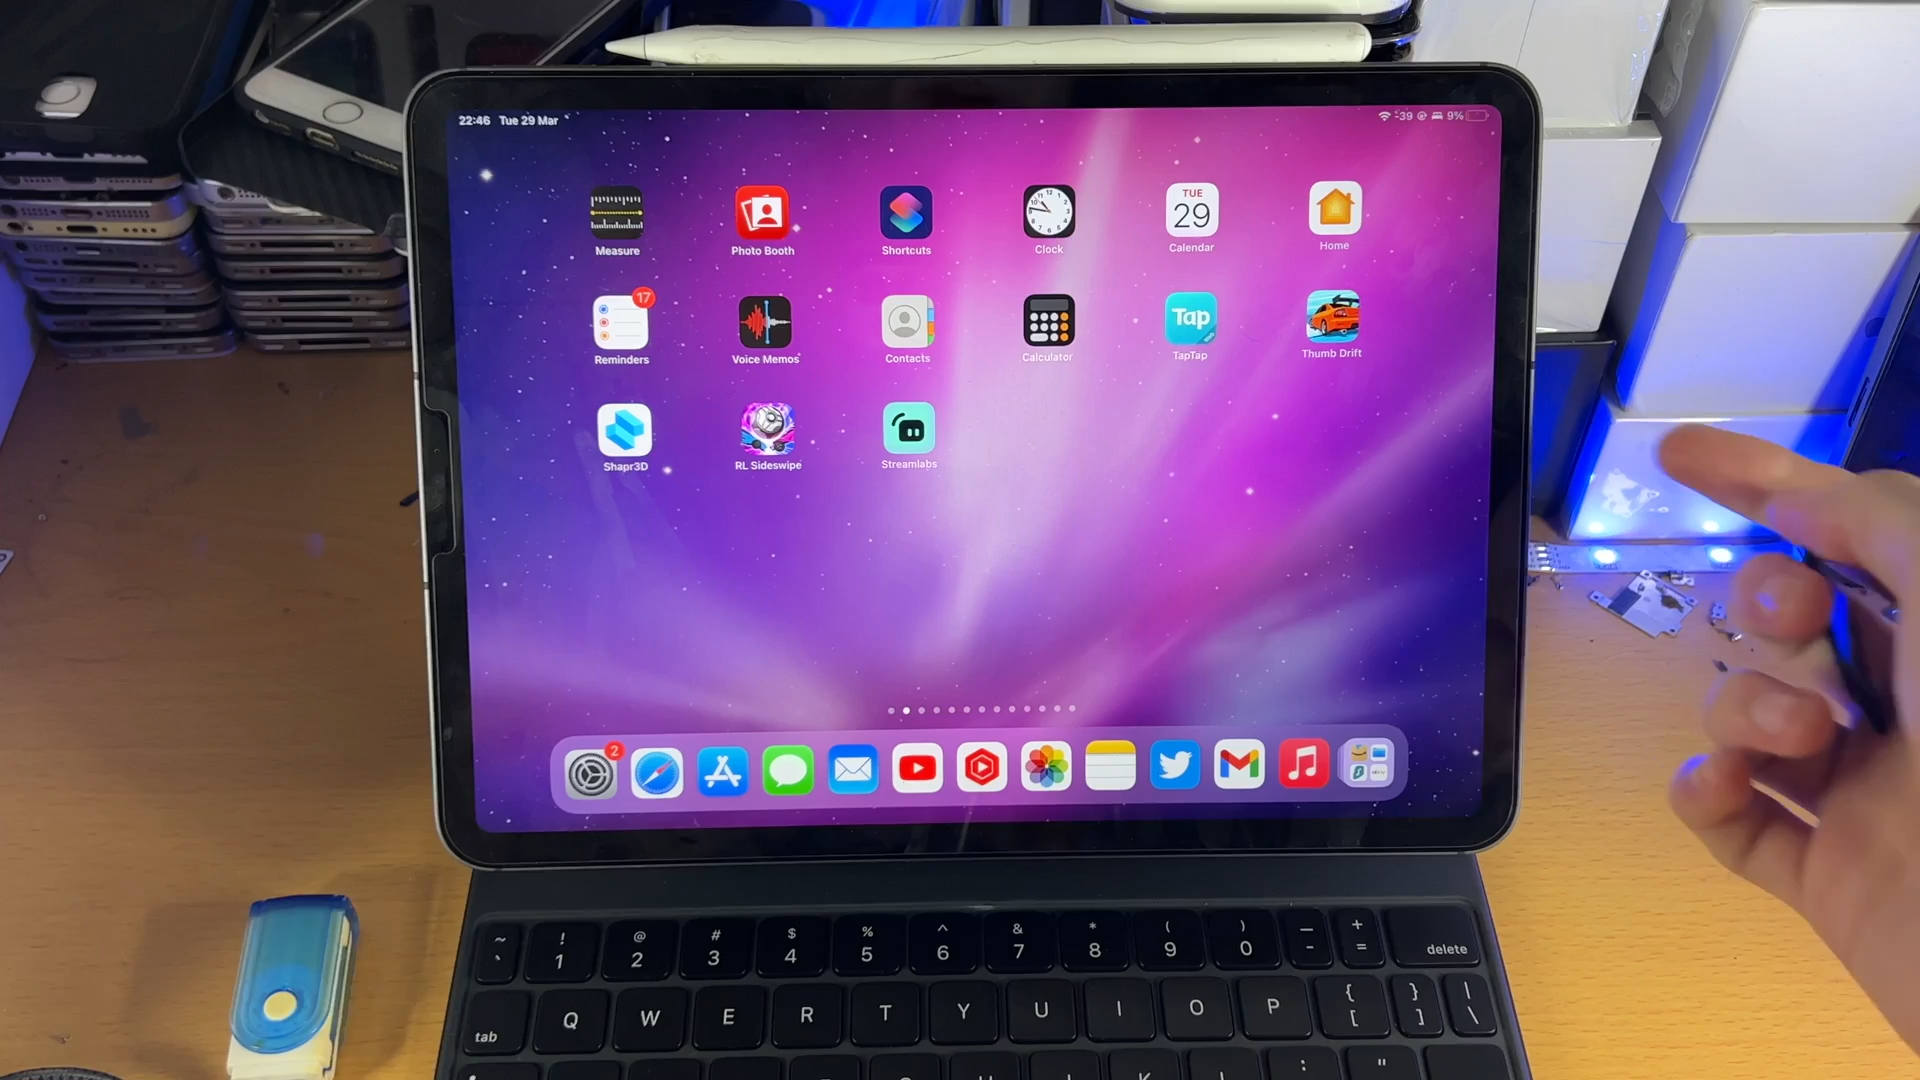 22:46 Tue 29 Mar
-39 9%
Measure
Photo Booth
Shortcuts
Clock
TUE
29
Calendar
Home
17
Reminders
Voice Memos
Contacts
Calculator
Tap
TapTap
Thumb Drift
Shapr3D
RL Sideswipe
Streamlabs
2
~ ! @ # $ % ^ & * ( ) — +
` 1 2 3 4 5 6 7 8 9 0 - = delete
{ } |
tab Q W E R T Y U I O P [ ] \
: "